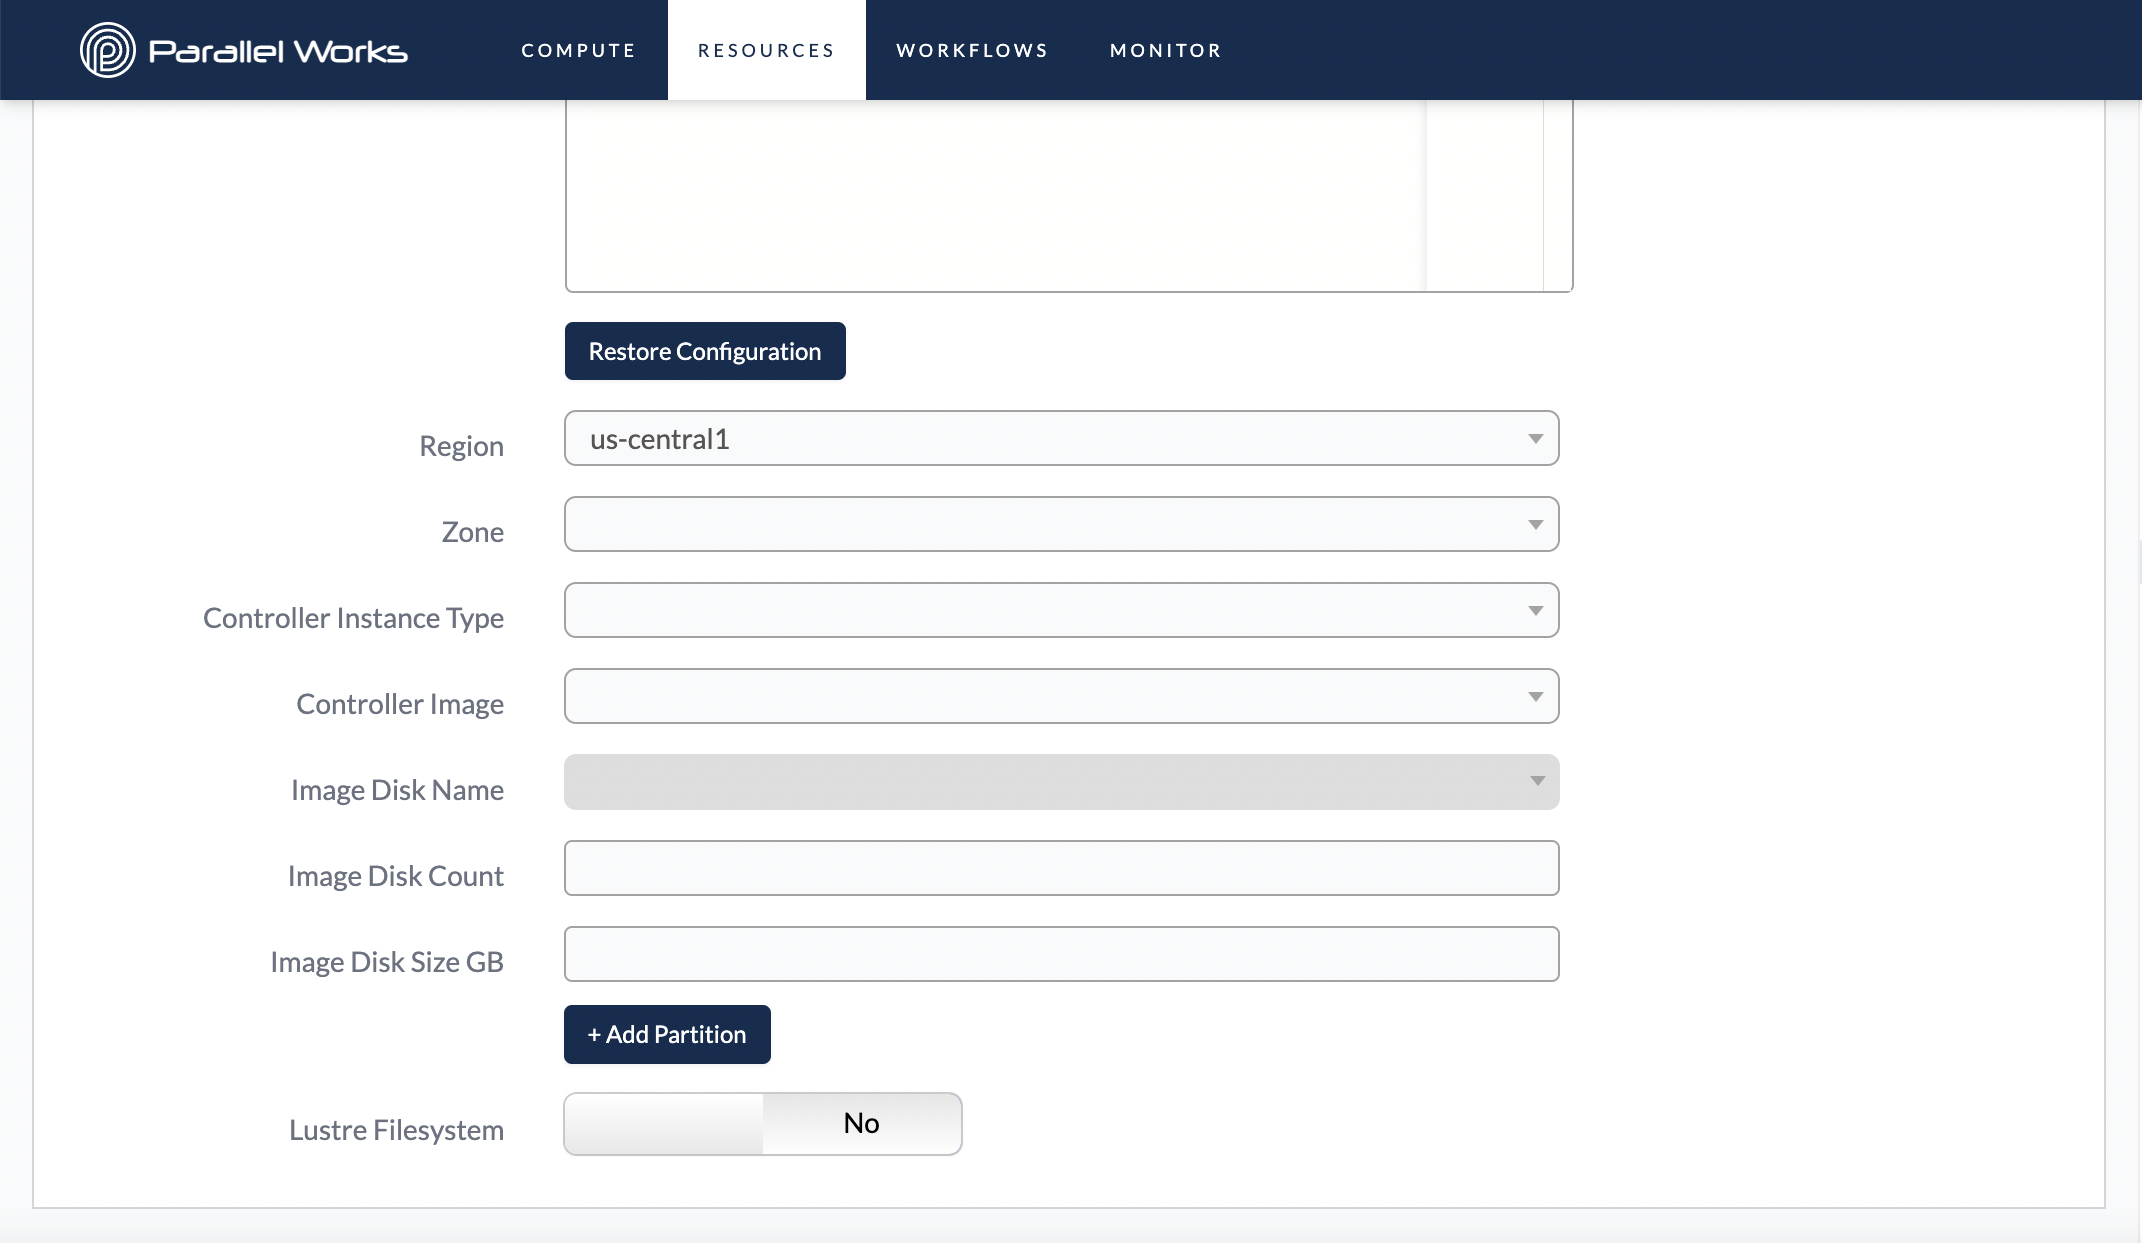 Parallel Works COMPUTE RESOURCES WORKFLOWS MONITOR
Restore Configuration
Region us-central1
Zone
Controller Instance Type
Controller Image
Image Disk Name
Image Disk Count
Image Disk Size GB
+ Add Partition
Lustre Filesystem No